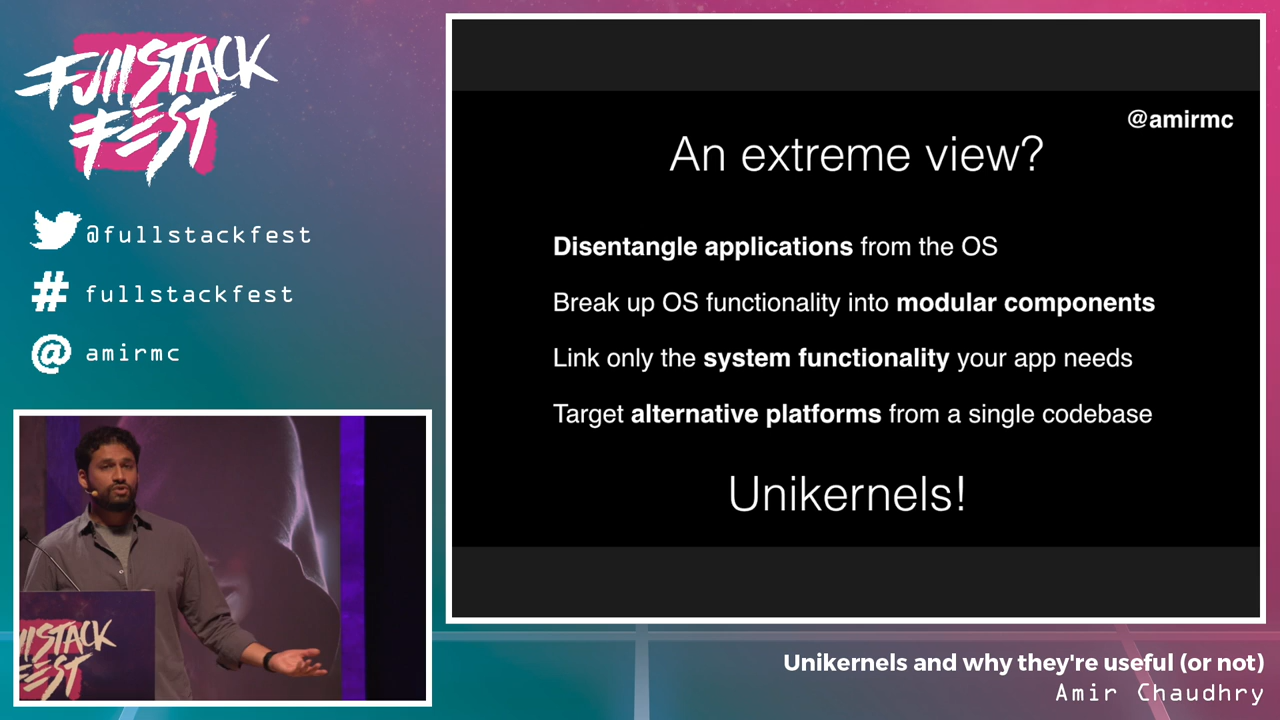 FullSTACK
FEST
@fullstackfest
# fullstackfest
@ amirmc
@amirmc
An extreme view?
Disentangle applications from the OS
Break up OS functionality into modular components
Link only the system functionality your app needs
Target alternative platforms from a single codebase
Unikernels!
llSTACK
FEST
Unikernels and why they're useful (or not)
Amir Chaudhry